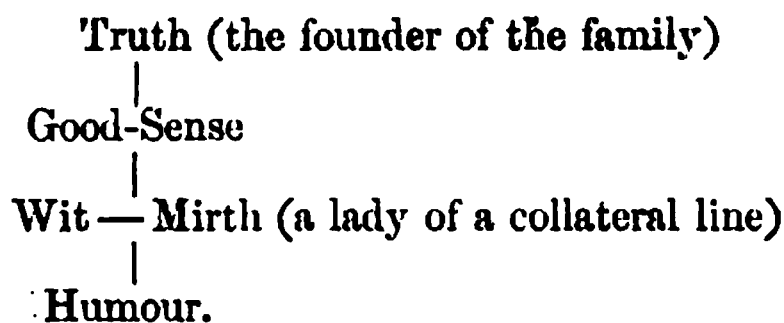 Truth (the founder of the family)
Good-Sense
Wit — Mirth (a lady of a collateral line)
Humour.